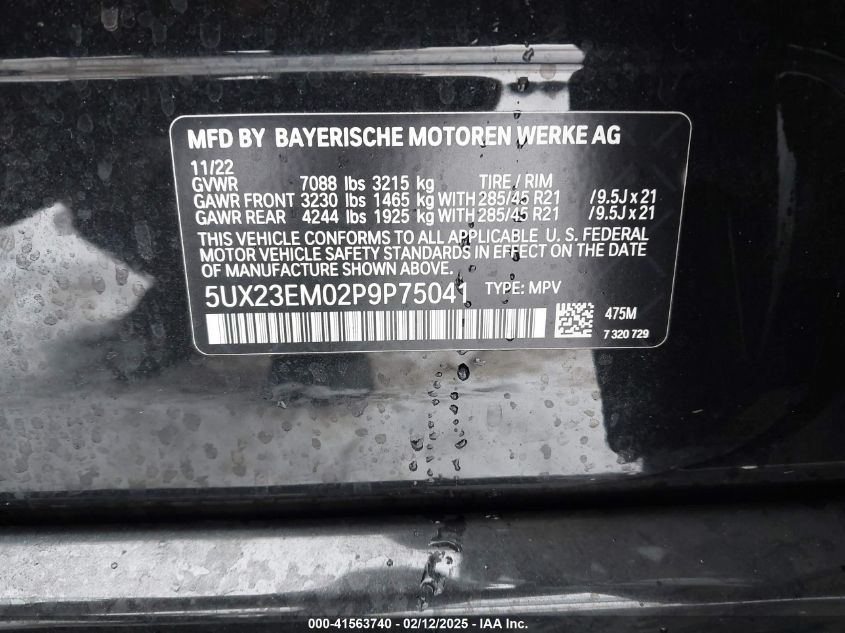 MFD BY BAYERISCHE MOTOREN WERKE AG
11/22
GVWR 7088 lbs 3215 kg TIRE / RIM
GAWR FRONT 3230 lbs 1465 kg WITH 285/45 R21 /9.5J x 21
GAWR REAR 4244 lbs 1925 kg WITH 285/45 R21 /9.5J x 21
THIS VEHICLE CONFORMS TO ALL APPLICABLE U. S. FEDERAL
MOTOR VEHICLE SAFETY STANDARDS IN EFFECT ON THE DATE
OF MANUFACTURE SHOWN ABOVE.
5UX23EM02P9P75041 TYPE: MPV
475M
7 320 729
000-41563740 - 02/12/2025 - IAA Inc.